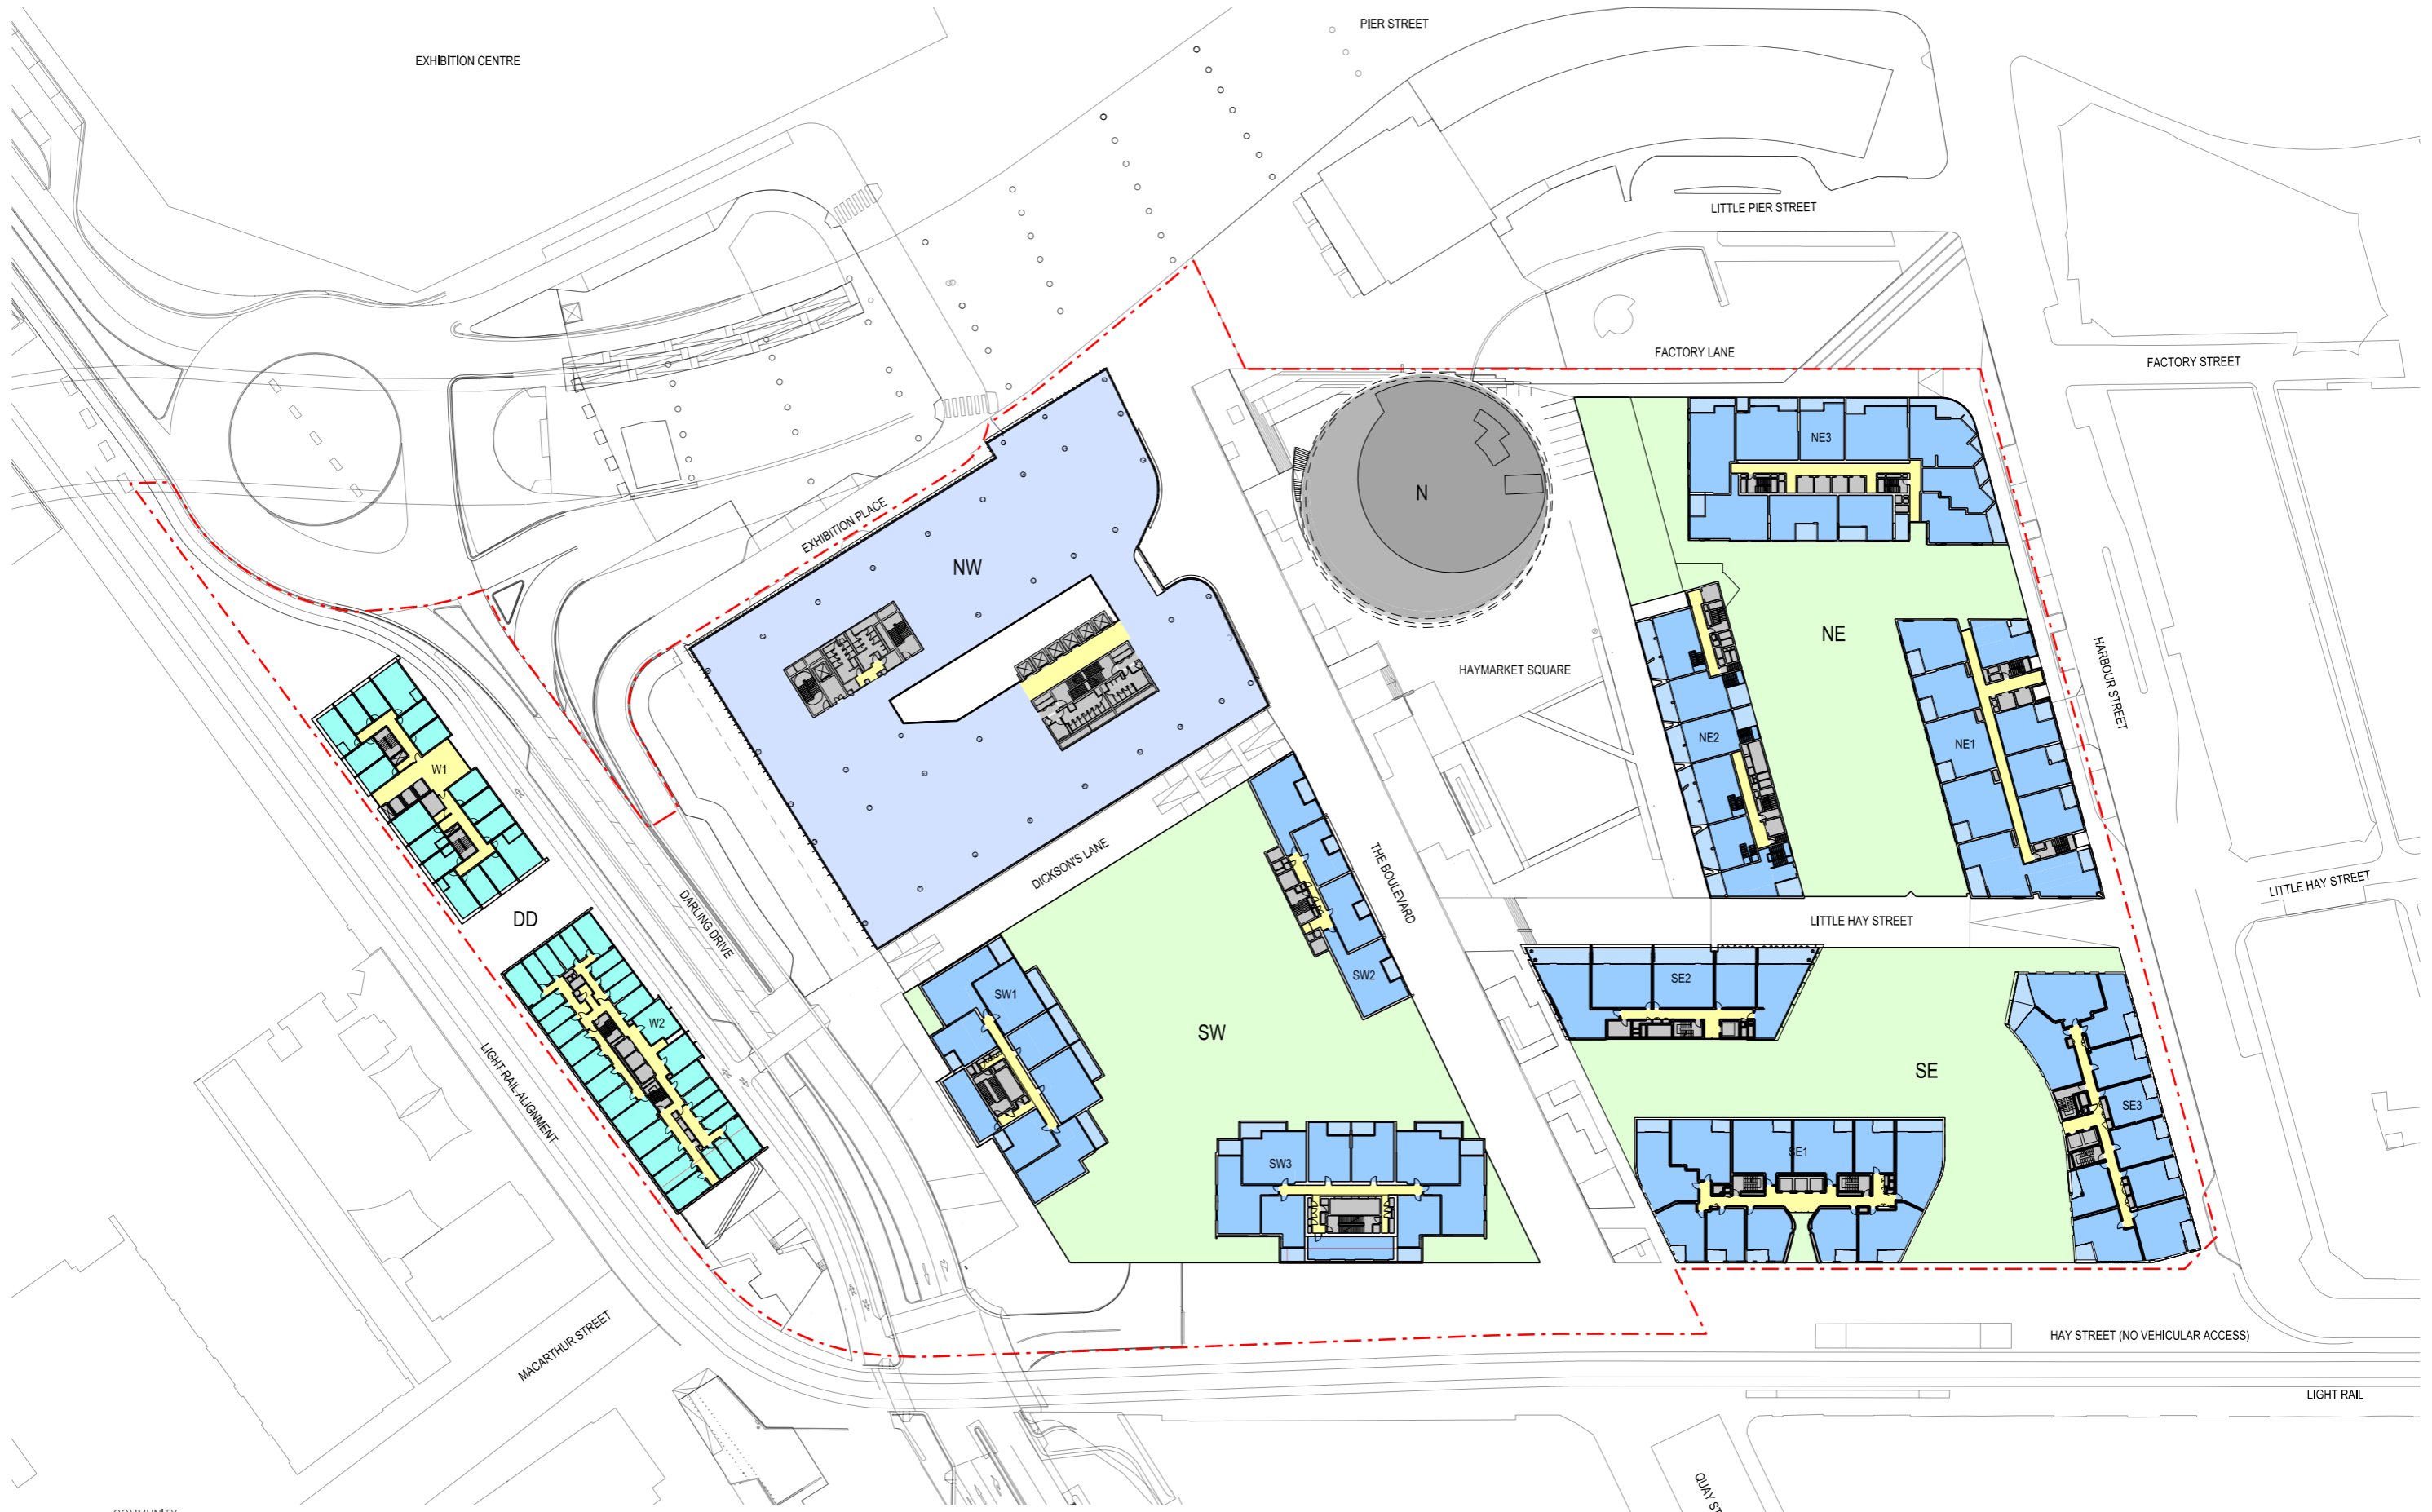 PIER STREET
EXHIBITION CENTRE
LITTLE PIER STREET
FACTORY LANE
FACTORY STREET
NE3
N
EXHIBITION PLACE
NW
NE
HAYMARKET SQUARE
HARBOUR STREET
NE2
NE1
W1
DICKSON'S LANE
THE BOULEVARD
LITTLE HAY STREET
DD
DARLING DRIVE
LITTLE HAY STREET
SW2
SE2
SW1
W2
SW
SE
LIGHT RAIL ALIGNMENT
SE3
SE1
SW3
MACARTHUR STREET
HAY STREET (NO VEHICULAR ACCESS)
LIGHT RAIL
COMMUNITY
QUAY